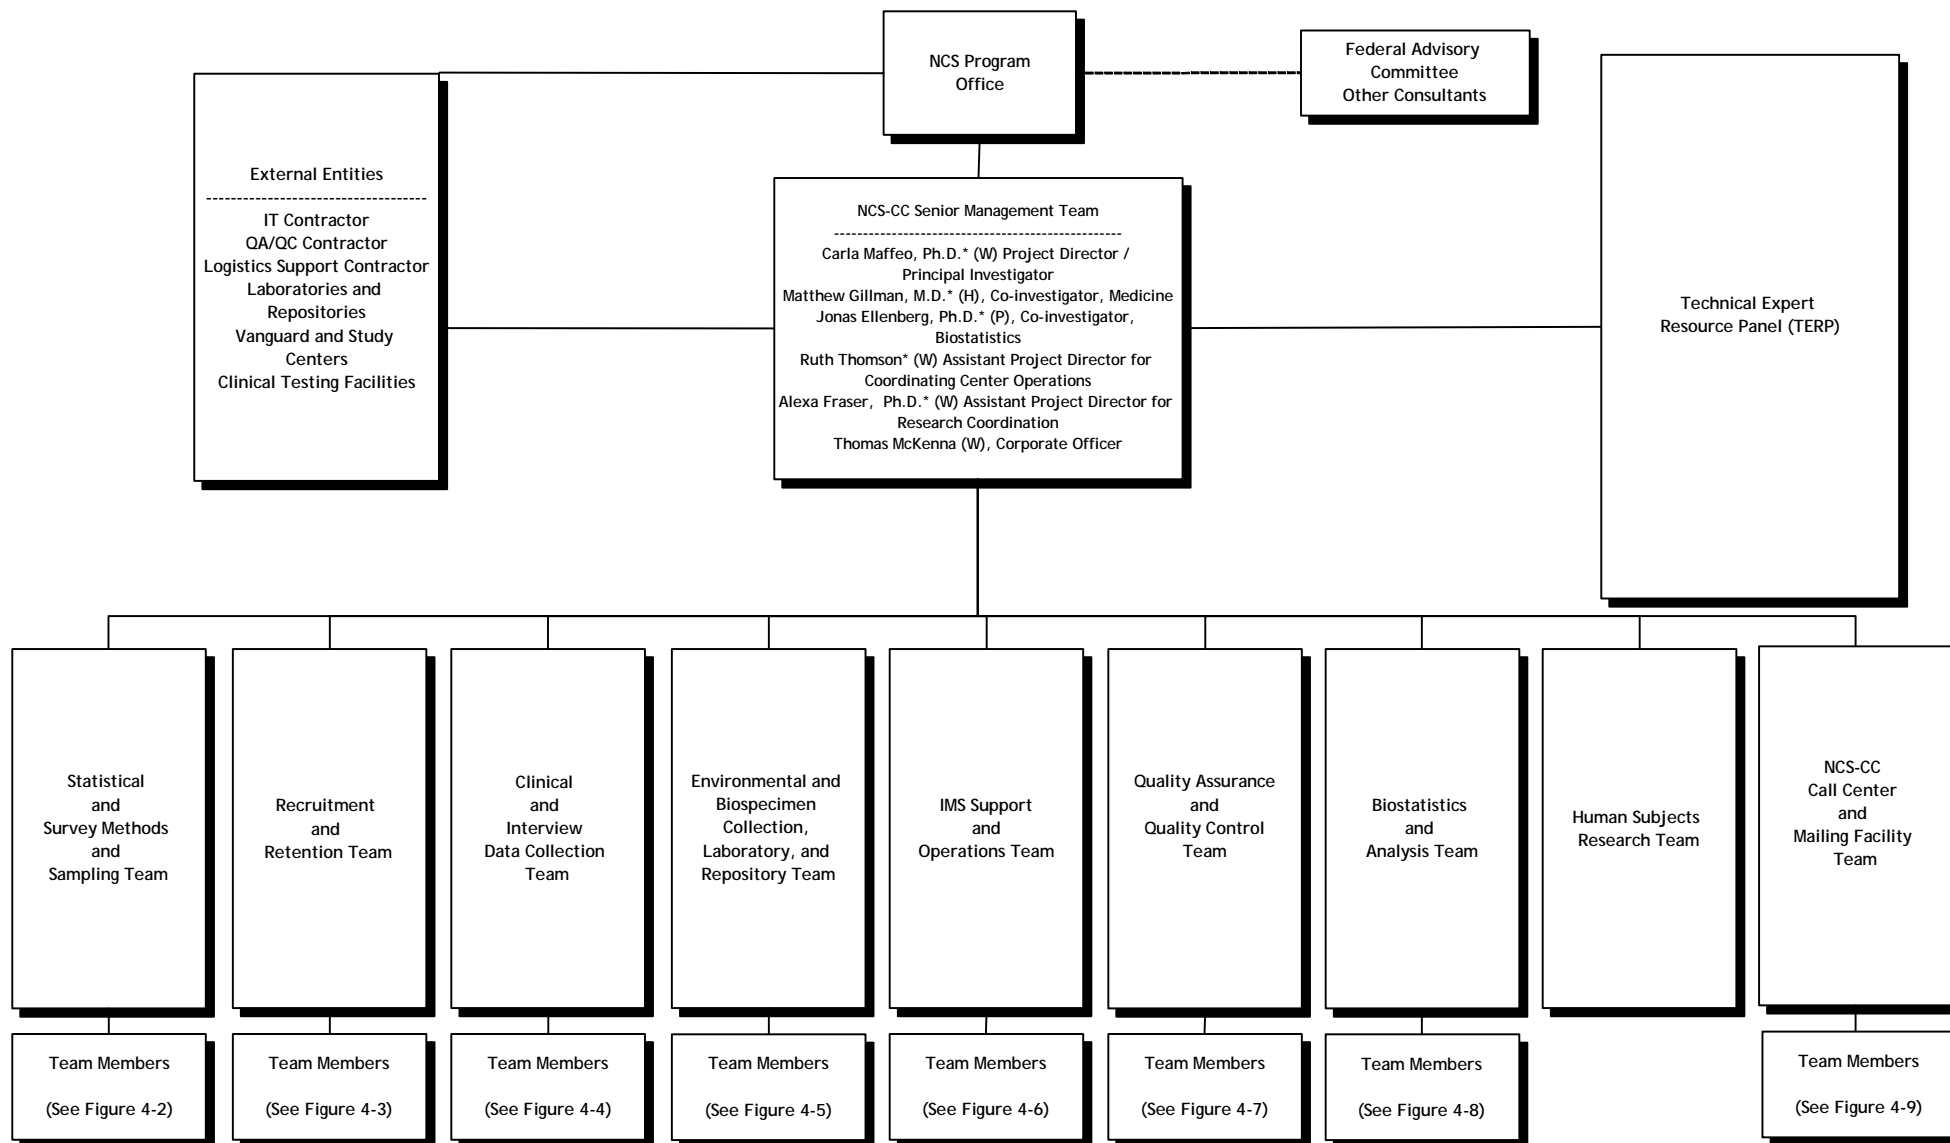 NCS Program
Office
Federal Advisory
Committee
Other Consultants
External Entities
------------------------------------
IT Contractor
QA/QC Contractor
Logistics Support Contractor
Laboratories and
Repositories
Vanguard and Study
Centers
Clinical Testing Facilities
NCS-CC Senior Management Team
-----------------------------------------------
Carla Maffeo, Ph.D.* (W) Project Director /
Principal Investigator
Matthew Gillman, M.D.* (H), Co-investigator, Medicine
Jonas Ellenberg, Ph.D.* (P), Co-investigator,
Biostatistics
Ruth Thomson* (W) Assistant Project Director for
Coordinating Center Operations
Alexa Fraser, Ph.D.* (W) Assistant Project Director for
Research Coordination
Thomas McKenna (W), Corporate Officer
Technical Expert
Resource Panel (TERP)
Statistical
and
Survey Methods
and
Sampling Team
Recruitment
and
Retention Team
Clinical
and
Interview
Data Collection
Team
Environmental and
Biospecimen
Collection,
Laboratory, and
Repository Team
IMS Support
and
Operations Team
Quality Assurance
and
Quality Control
Team
Biostatistics
and
Analysis Team
Human Subjects
Research Team
NCS-CC
Call Center
and
Mailing Facility
Team
Team Members
(See Figure 4-2)
Team Members
(See Figure 4-3)
Team Members
(See Figure 4-4)
Team Members
(See Figure 4-5)
Team Members
(See Figure 4-6)
Team Members
(See Figure 4-7)
Team Members
(See Figure 4-8)
Team Members
(See Figure 4-9)